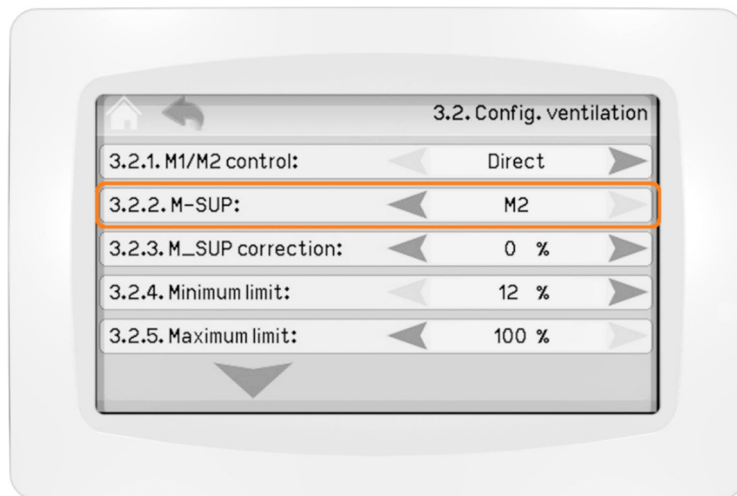 3.2. Config. ventilation
3.2.1. M1/M2 control: Direct
3.2.2. M-SUP: M2
3.2.3. M_SUP correction: 0 %
3.2.4. Minimum limit: 12 %
3.2.5. Maximum limit: 100 %